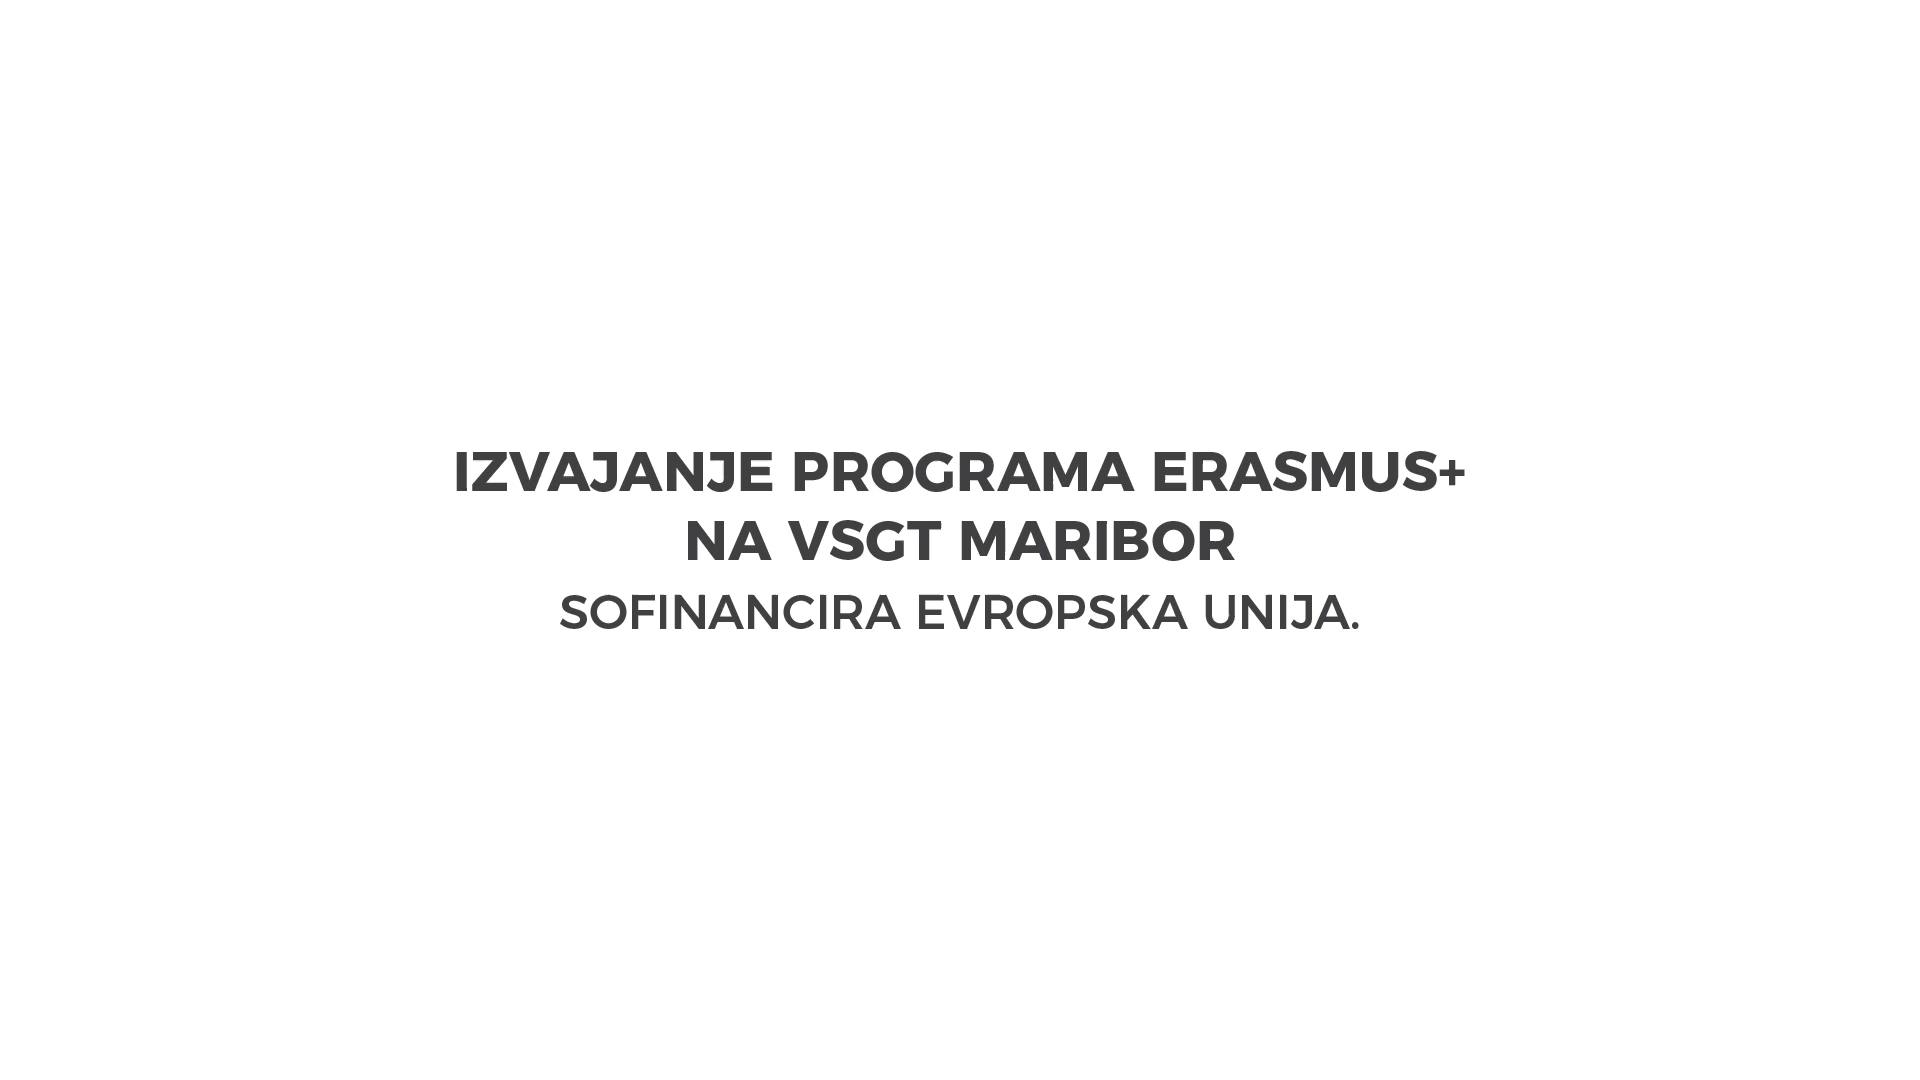 IZVAJANJE PROGRAMA ERASMUS+
NA VSGT MARIBOR
SOFINANCIRA EVROPSKA UNIJA.